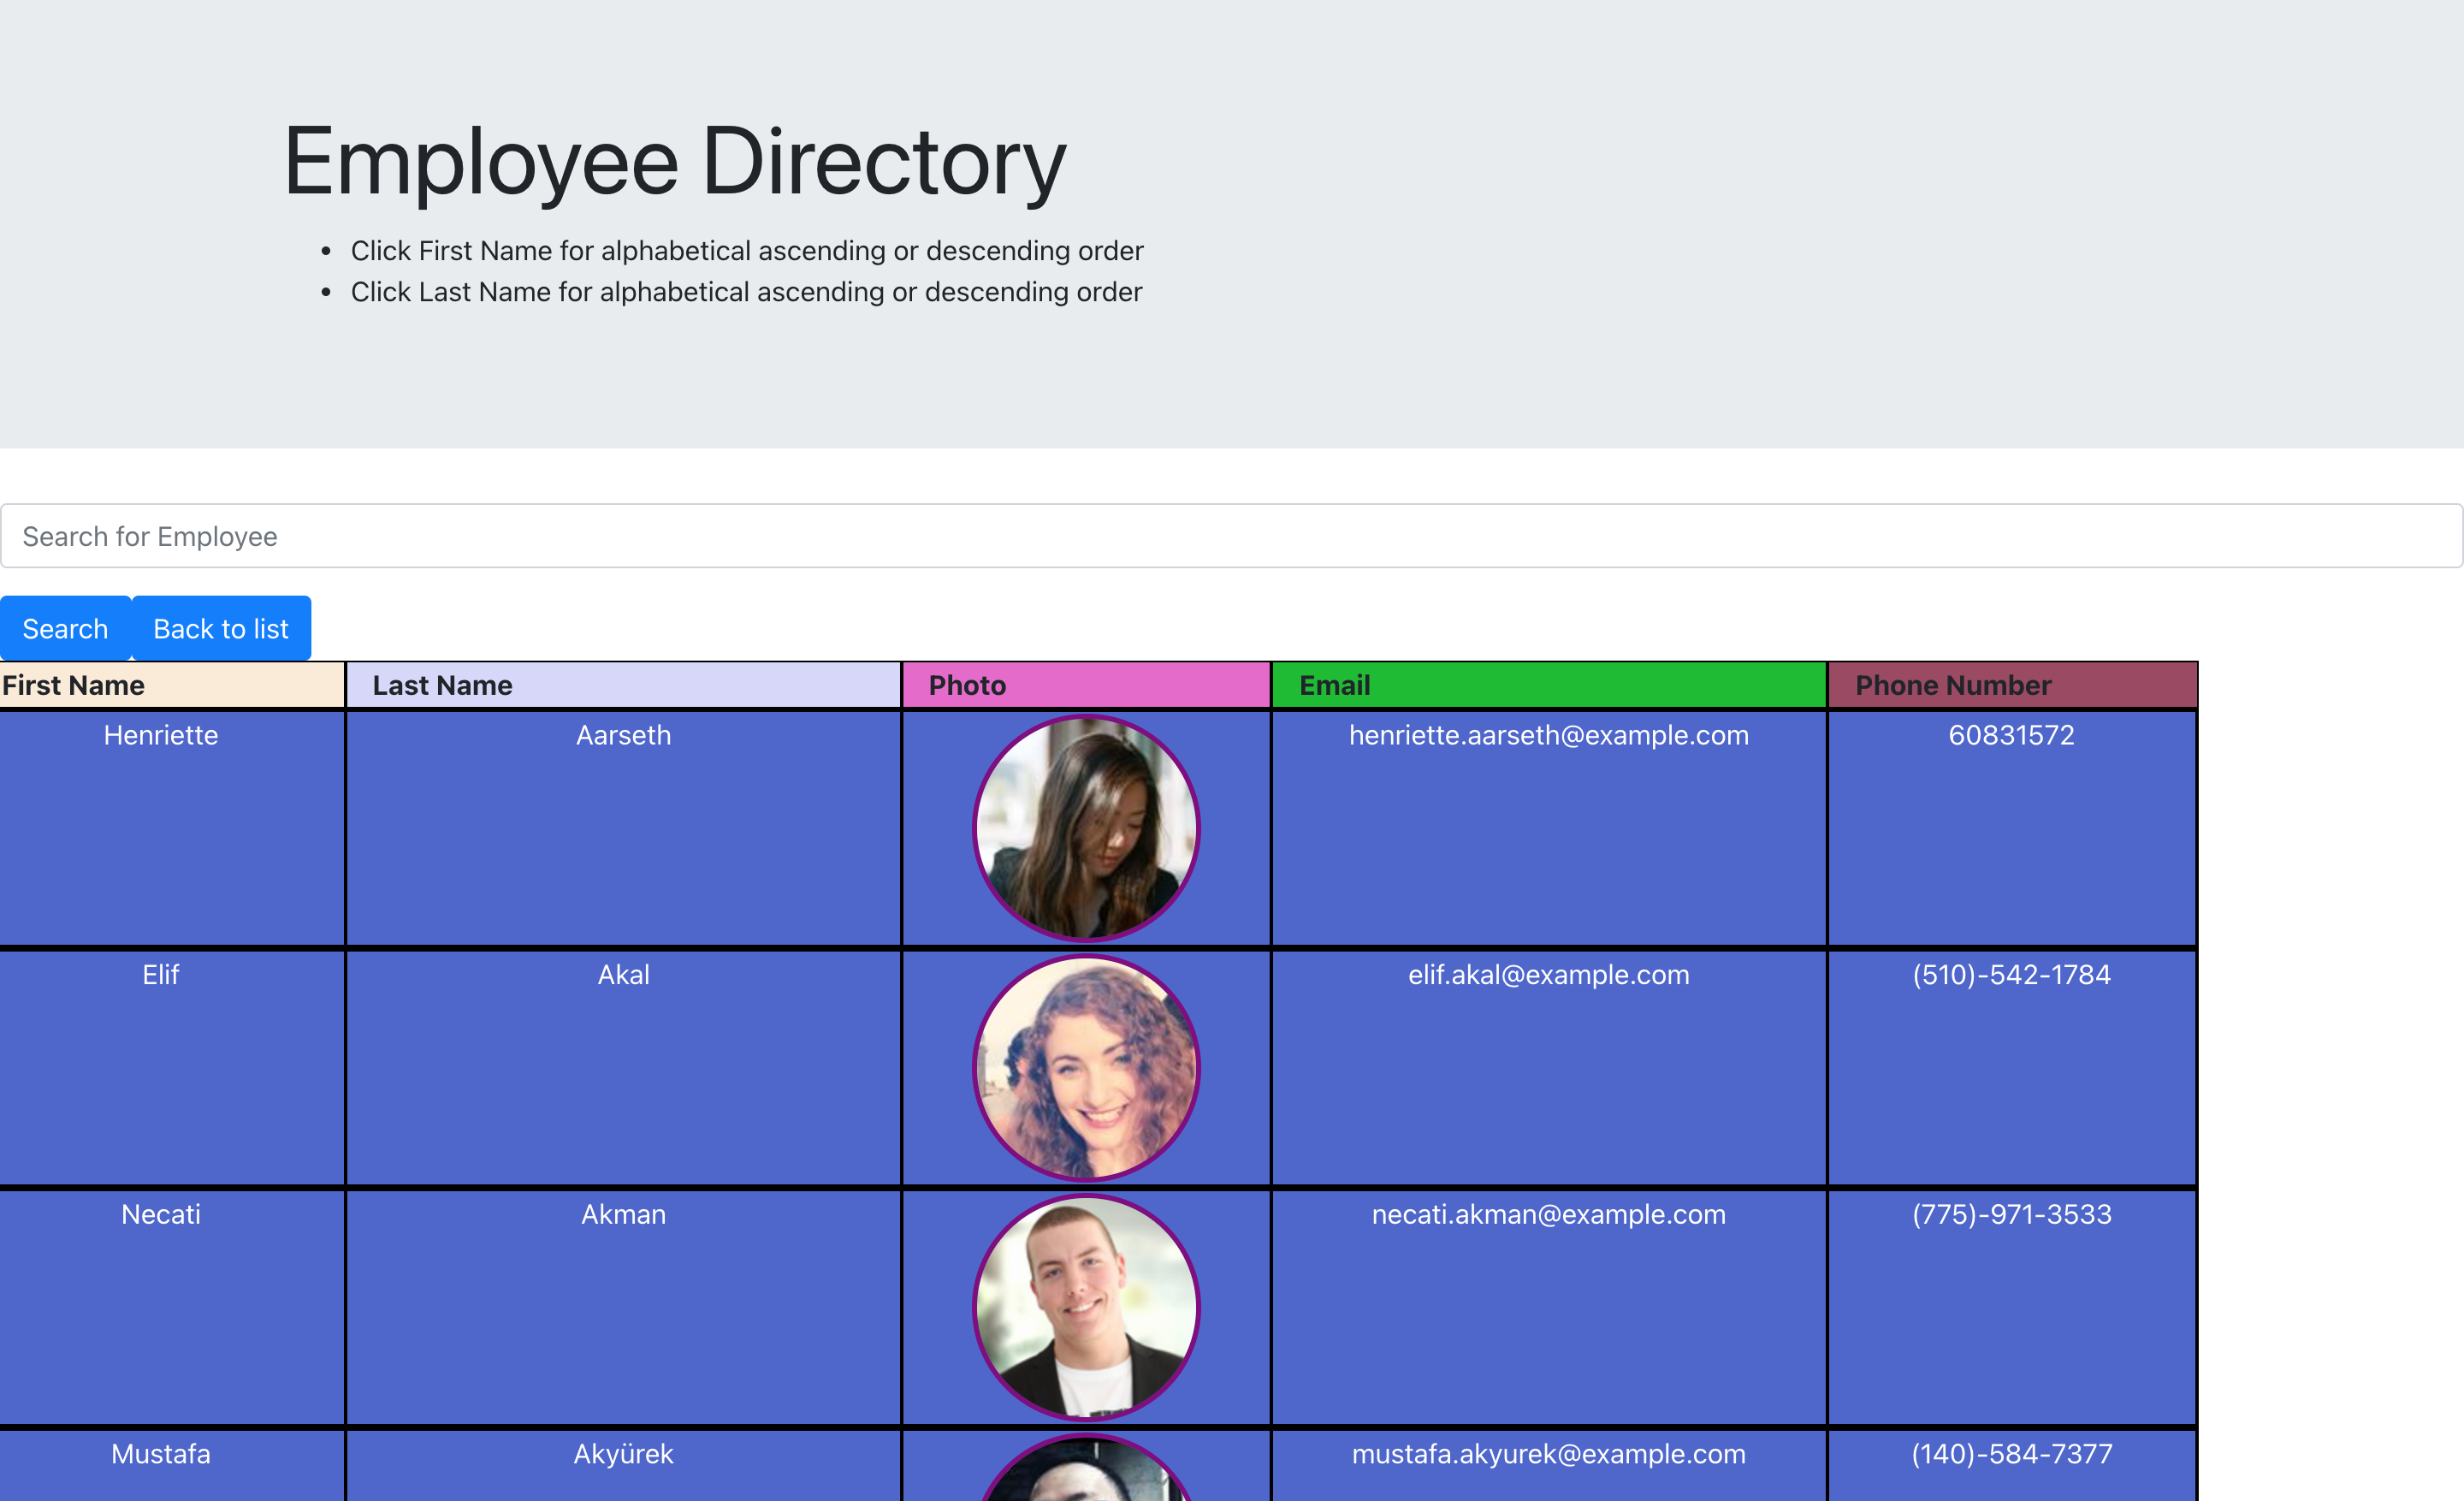 Employee Directory
• Click First Name for alphabetical ascending or descending order
• Click Last Name for alphabetical ascending or descending order
Search for Employee
Search Back to list
First Name Last Name Photo Email Phone Number
Henriette Aarseth henriette.aarseth@example.com 60831572
Elif Akal elif.akal@example.com (510)-542-1784
Necati Akman necati.akman@example.com (775)-971-3533
Mustafa Akyürek mustafa.akyurek@example.com (140)-584-7377